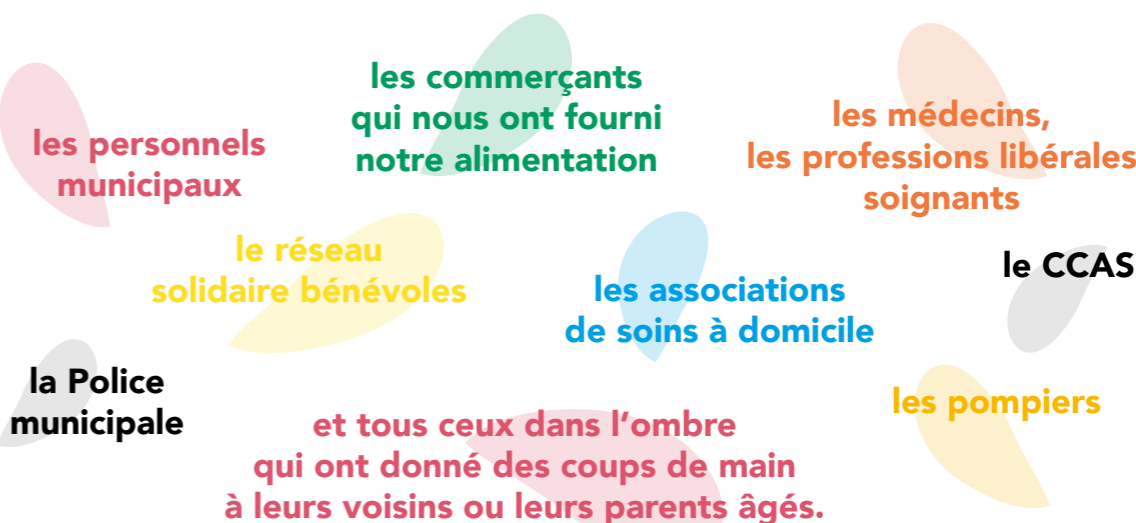 les commerçants
qui nous ont fourni
notre alimentation
les personnels
municipaux
les médecins,
les professions libérales
soignants
le réseau
solidaire bénévoles
les associations
de soins à domicile
le CCAS
la Police
municipale
les pompiers
et tous ceux dans l’ombre
qui ont donné des coups de main
à leurs voisins ou leurs parents âgés.